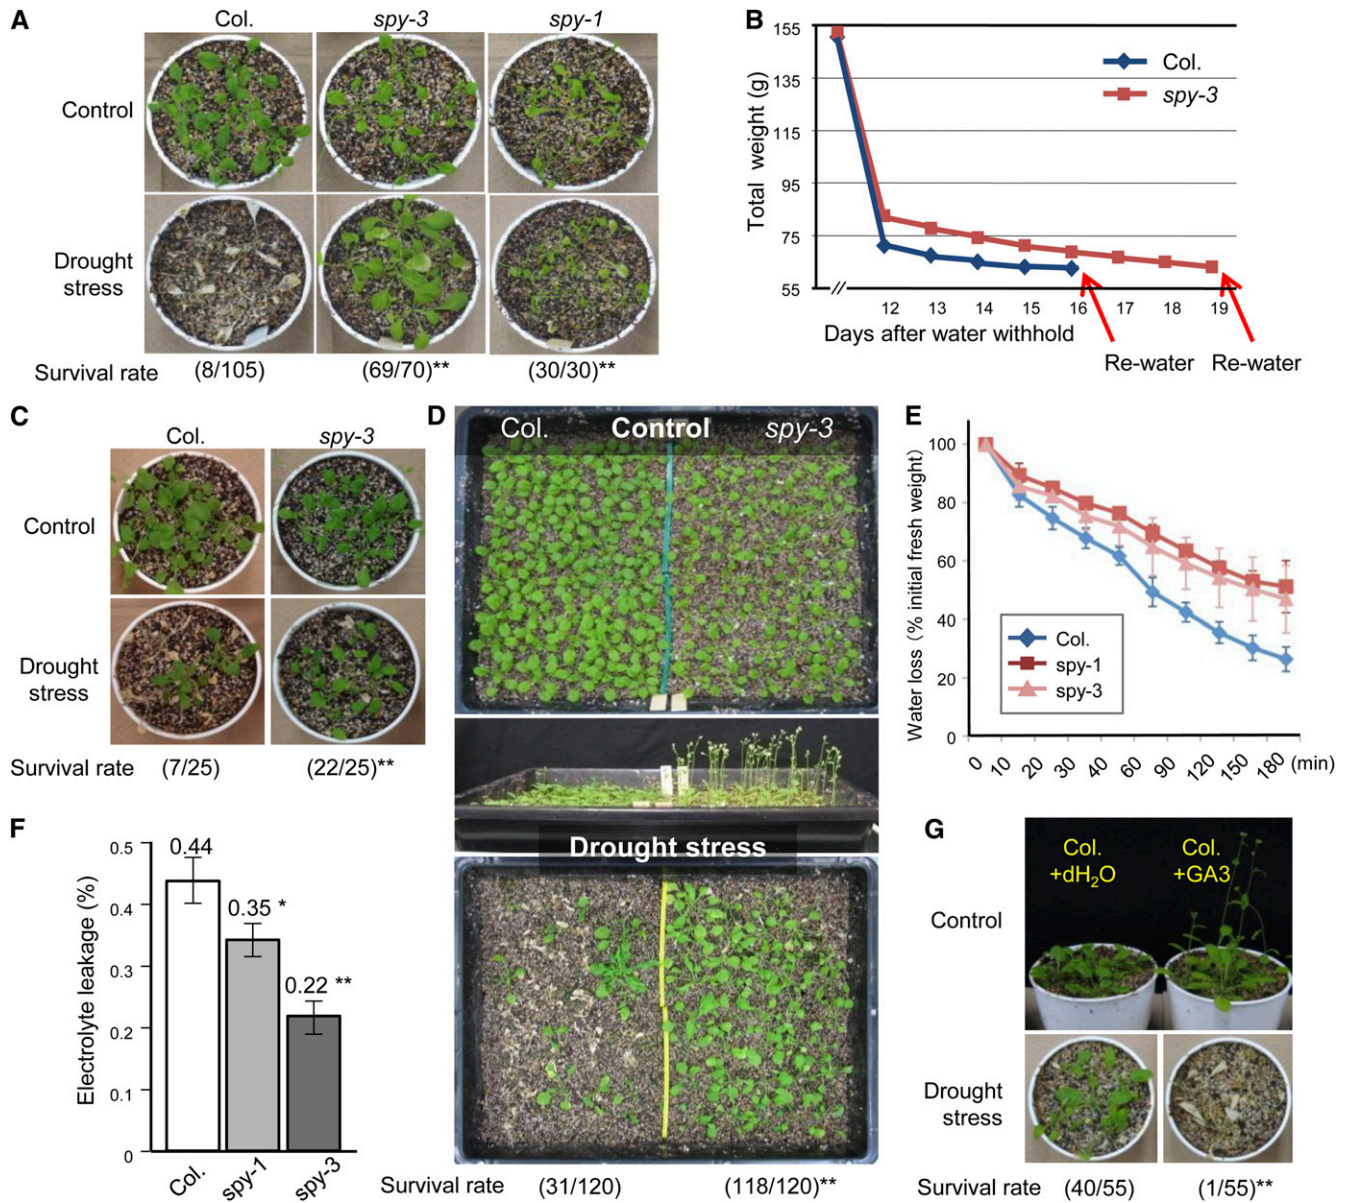 A
Col.
spy-3
spy-1
Control
Drought
stress
Survival rate
(8/105)
(69/70)**
(30/30)**
B
Total weight (g)
155
135
115
95
75
55
Col.
spy-3
//
12 13 14 15 16 17 18 19
Days after water withhold
Re-water
Re-water
C
Col.
spy-3
Control
Drought
stress
Survival rate
(7/25)
(22/25)**
D
Col.
Control
spy-3
Drought stress
Survival rate
(31/120)
(118/120)**
E
Water loss (% initial fresh weight)
100
80
60
40
20
0
Col.
spy-1
spy-3
0 10 20 30 40 60 90 120 150 180 (min)
F
Electrolyte leakage (%)
0.5
0.4
0.3
0.2
0.1
0
0.44
0.35 *
0.22 **
Col.
spy-1
spy-3
G
Col.
+dH₂O
Col.
+GA3
Control
Drought
stress
Survival rate
(40/55)
(1/55)**